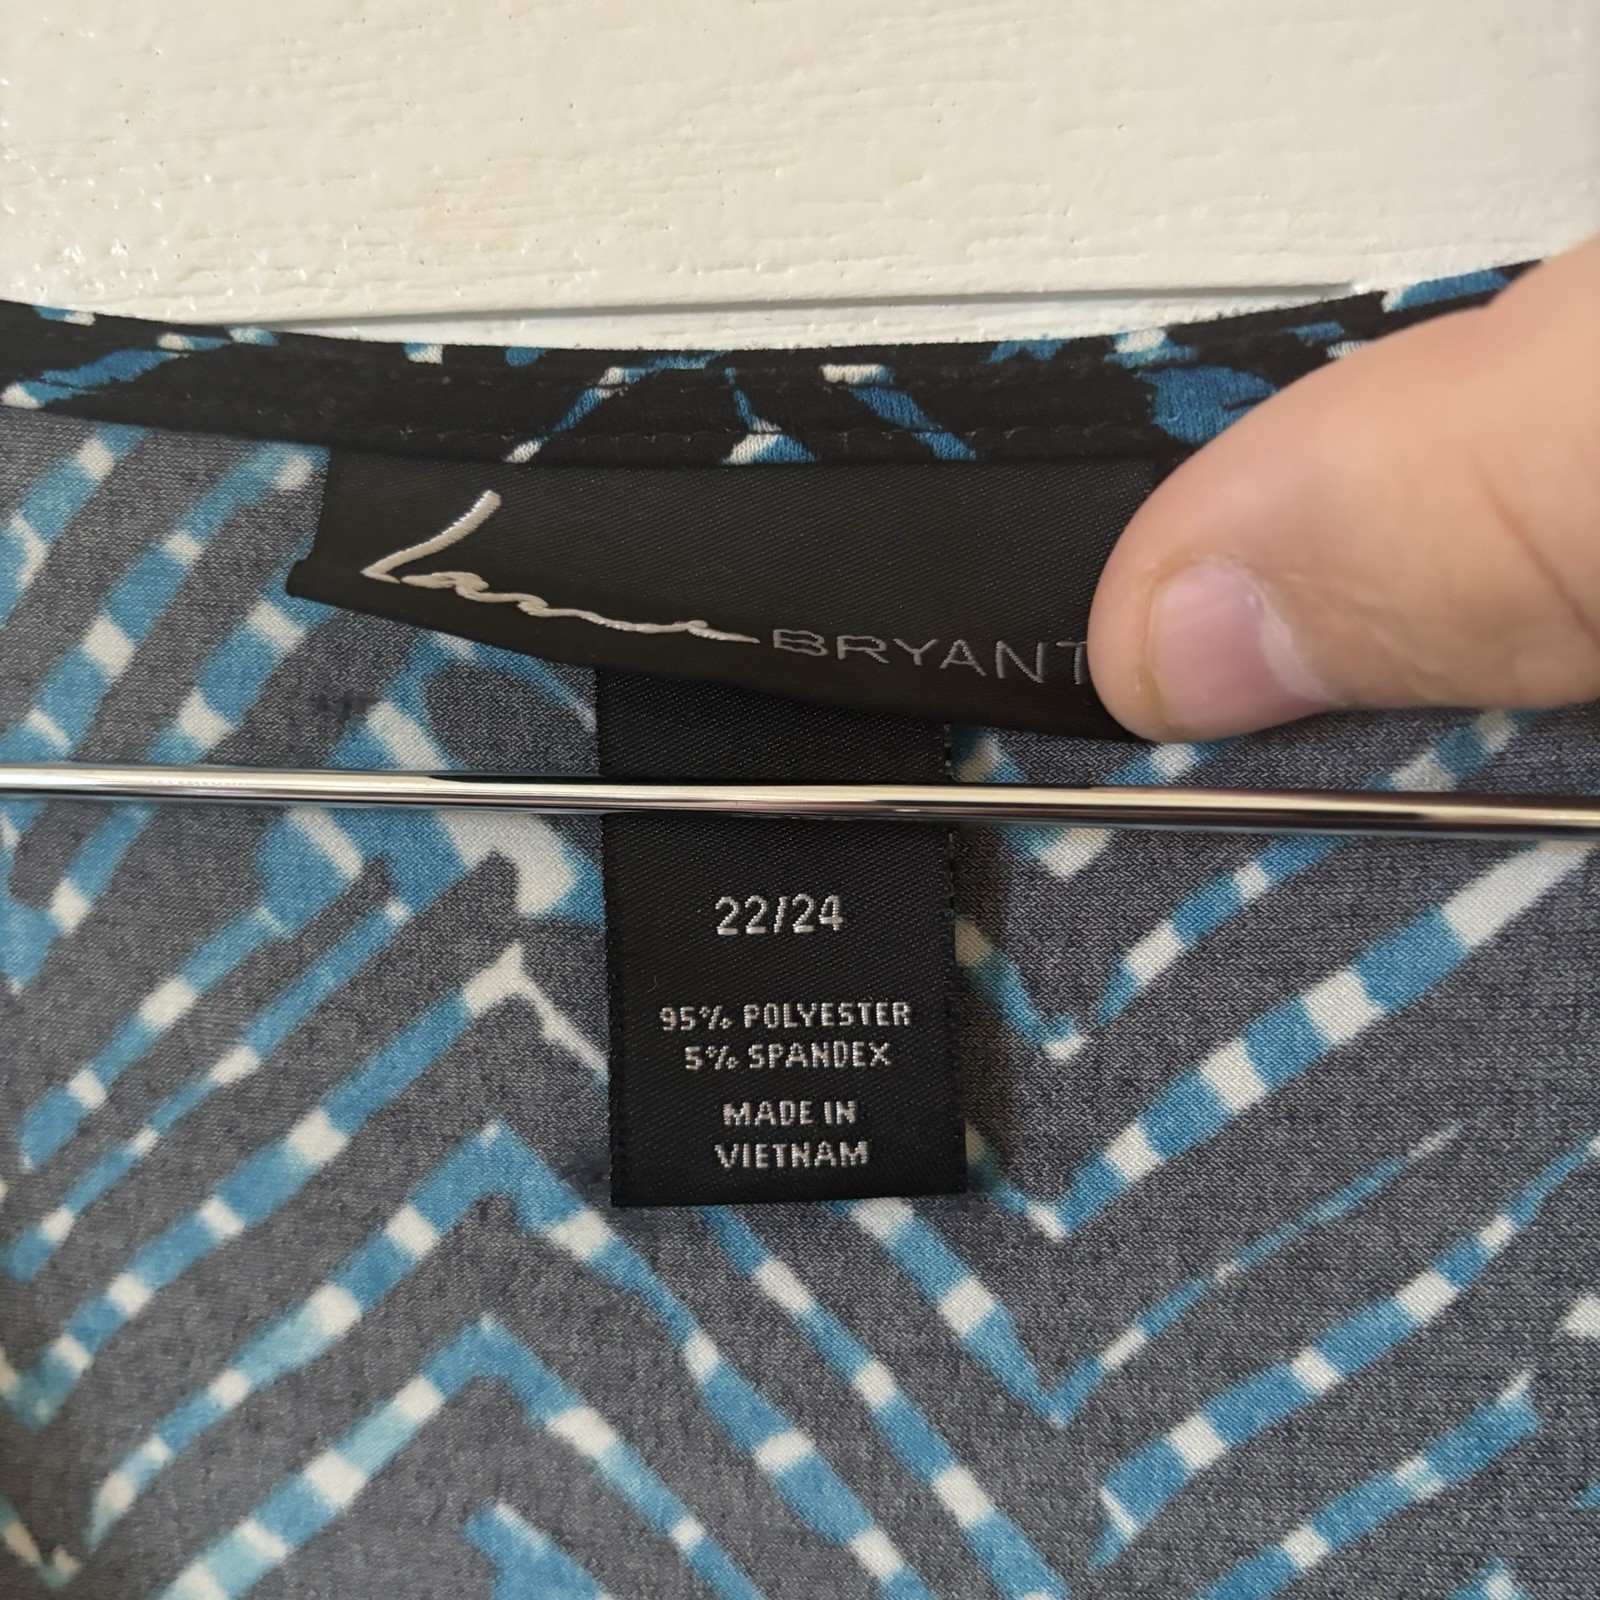 Lane BRYANT
22/24
95% POLYESTER
5% SPANDEX
MADE IN
VIETNAM